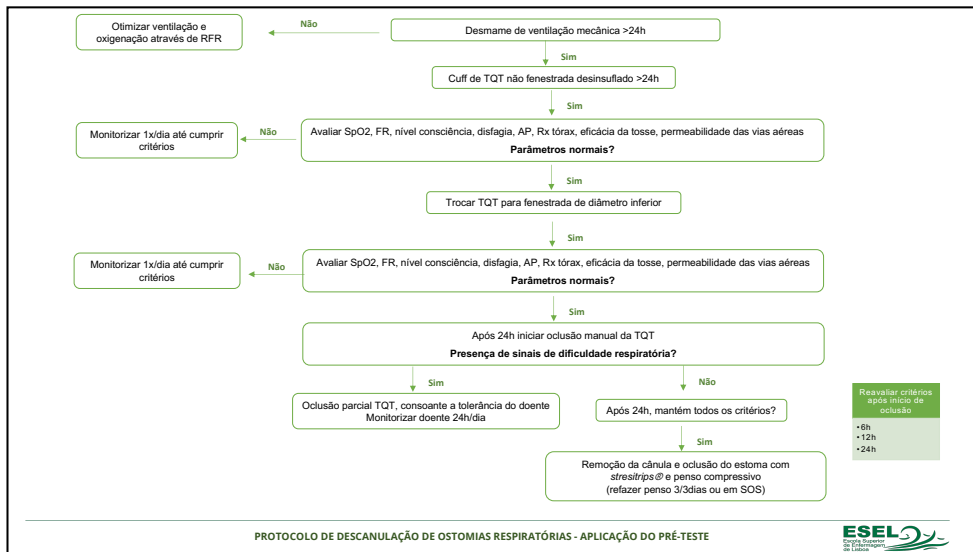 Otimizar ventilação e
oxigenação através de RFR
Não
Desmame de ventilação mecânica >24h
Sim
Cuff de TQT não fenestrada desinsuflado >24h
Sim
Monitorizar 1x/dia até cumprir
critérios
Não
Avaliar SpO2, FR, nível consciência, disfagia, AP, Rx tórax, eficácia da tosse, permeabilidade das vias aéreas
Parâmetros normais?
Sim
Trocar TQT para fenestrada de diâmetro inferior
Sim
Monitorizar 1x/dia até cumprir
critérios
Não
Avaliar SpO2, FR, nível consciência, disfagia, AP, Rx tórax, eficácia da tosse, permeabilidade das vias aéreas
Parâmetros normais?
Sim
Após 24h iniciar oclusão manual da TQT
Presença de sinais de dificuldade respiratória?
Sim
Não
Oclusão parcial TQT, consoante a tolerância do doente
Monitorizar doente 24h/dia
Após 24h, mantém todos os critérios?
Sim
Remoção da cânula e oclusão do estoma com
stresitrips® e penso compressivo
(refazer penso 3/3dias ou em SOS)
Reavaliar critérios
após início de
oclusão
• 6h
• 12h
• 24h
PROTOCOLO DE DESCANULAÇÃO DE OSTOMIAS RESPIRATÓRIAS - APLICAÇÃO DO PRÉ-TESTE
ESEL
Escola Superior
de Enfermagem
de Lisboa